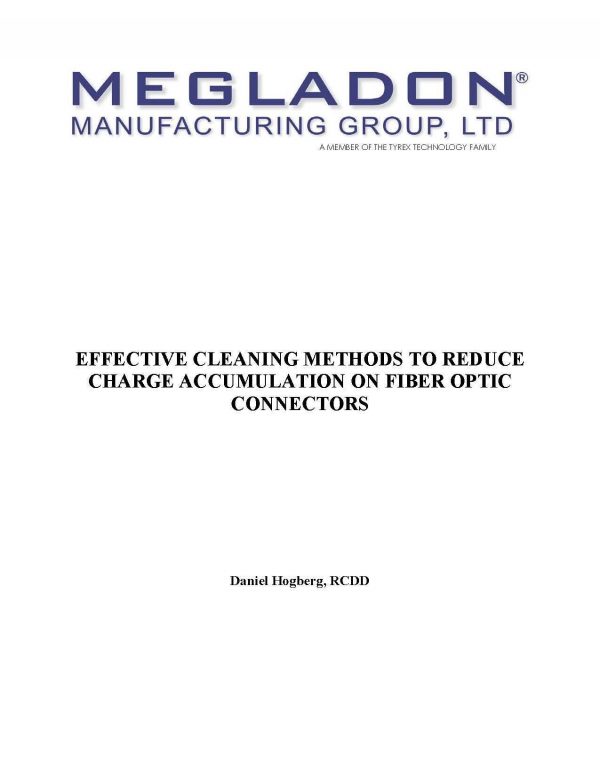 MEGLADON®
MANUFACTURING GROUP, LTD
A MEMBER OF THE TYREX TECHNOLOGY FAMILY
EFFECTIVE CLEANING METHODS TO REDUCE
CHARGE ACCUMULATION ON FIBER OPTIC
CONNECTORS
Daniel Hogberg, RCDD